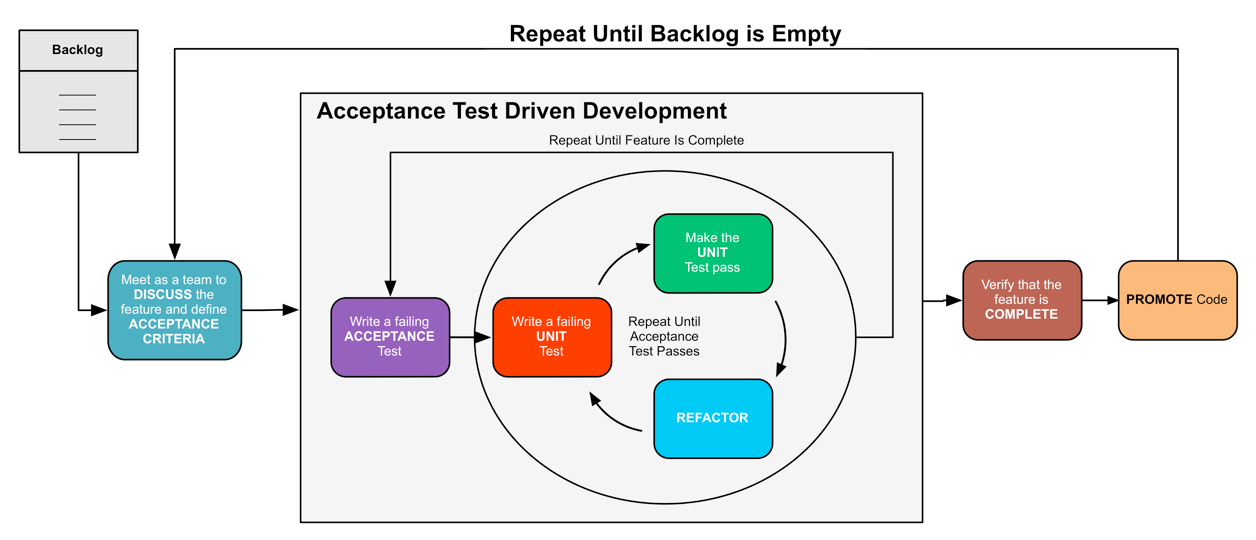 Repeat Until Backlog is Empty
Backlog
Acceptance Test Driven Development
Repeat Until Feature Is Complete
Meet as a team to
DISCUSS the
feature and define
ACCEPTANCE
CRITERIA
Write a failing
ACCEPTANCE
Test
Write a failing
UNIT
Test
Make the
UNIT
Test pass
Repeat Until
Acceptance
Test Passes
REFACTOR
Verify that the
feature is
COMPLETE
PROMOTE Code